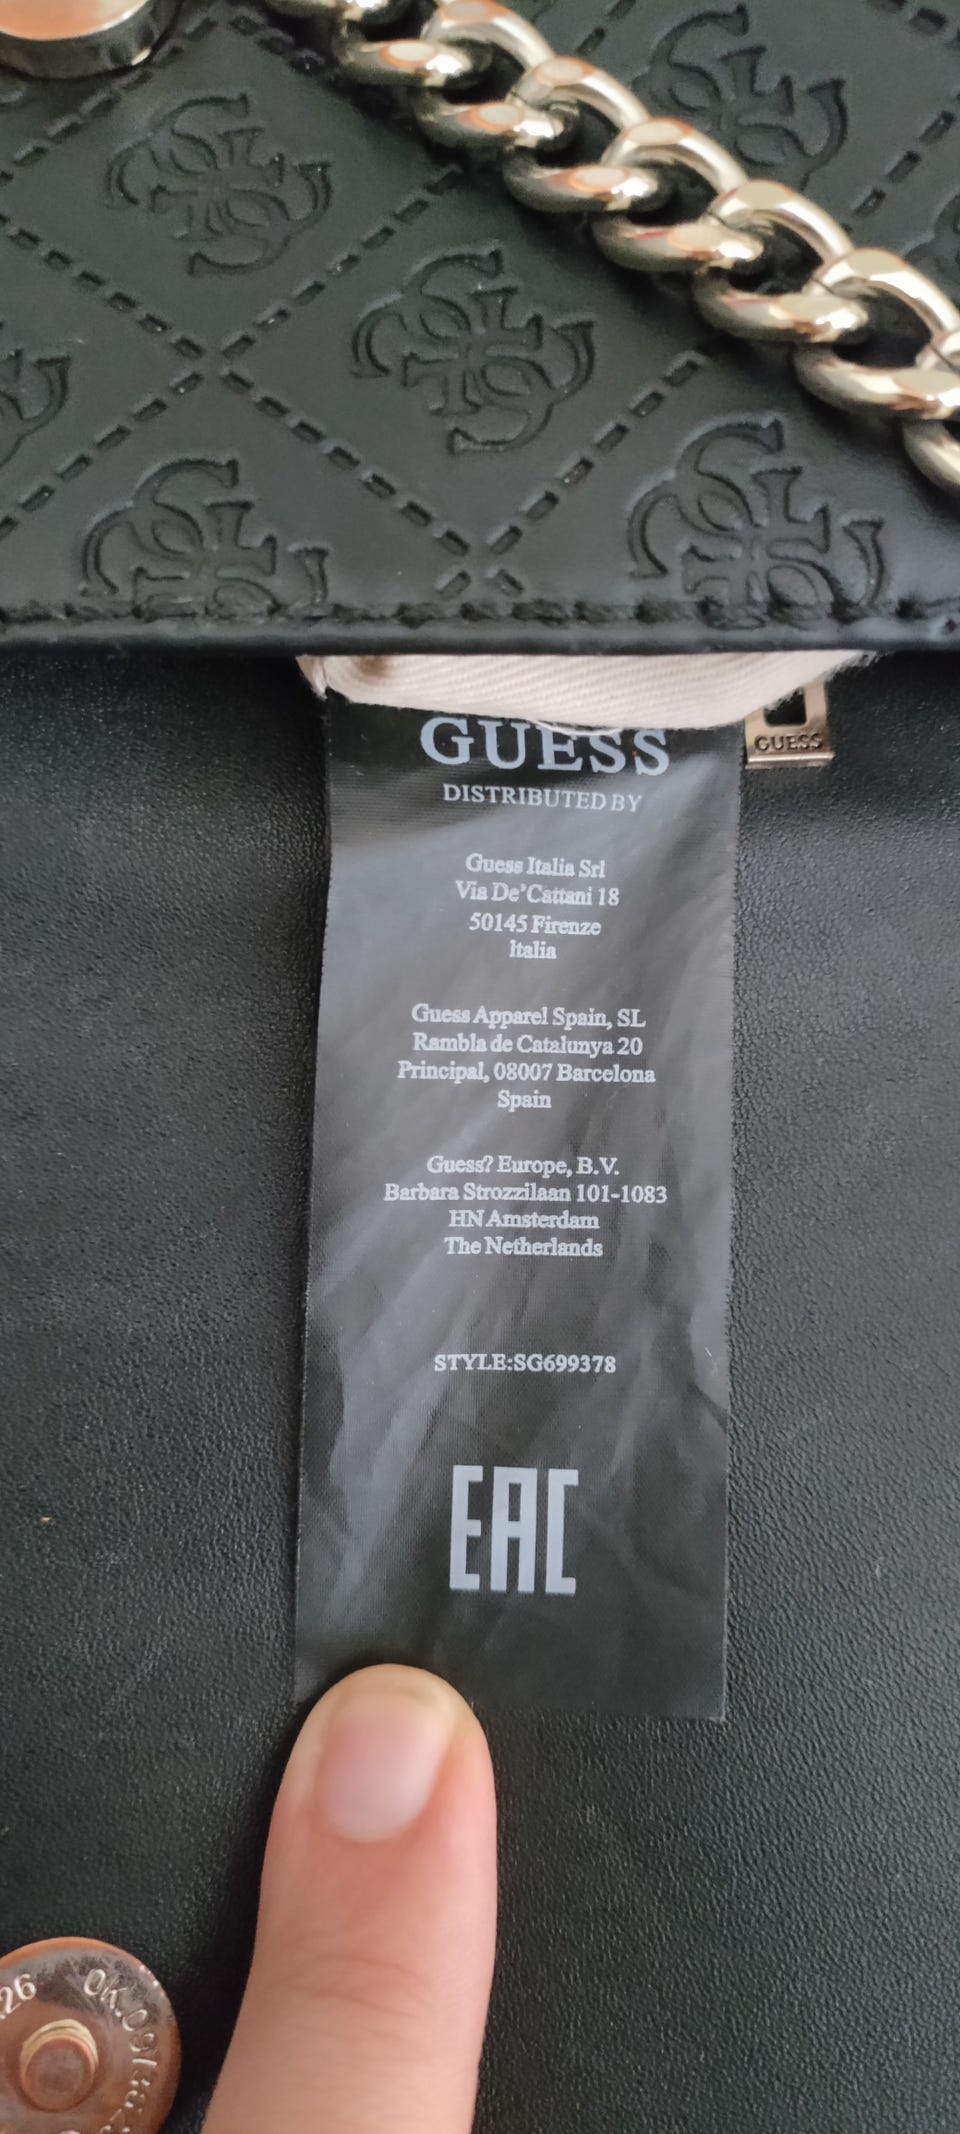 GUESS
GUESS
DISTRIBUTED BY
Guess Italia Srl
Via De'Cattani 18
50145 Firenze
Italia
Guess Apparel Spain, SL
Rambla de Catalunya 20
Principal, 08007 Barcelona
Spain
Guess? Europe, B.V.
Barbara Strozzilaan 101-1083
HN Amsterdam
The Netherlands
STYLE:SG699378
EAC
26
OK.